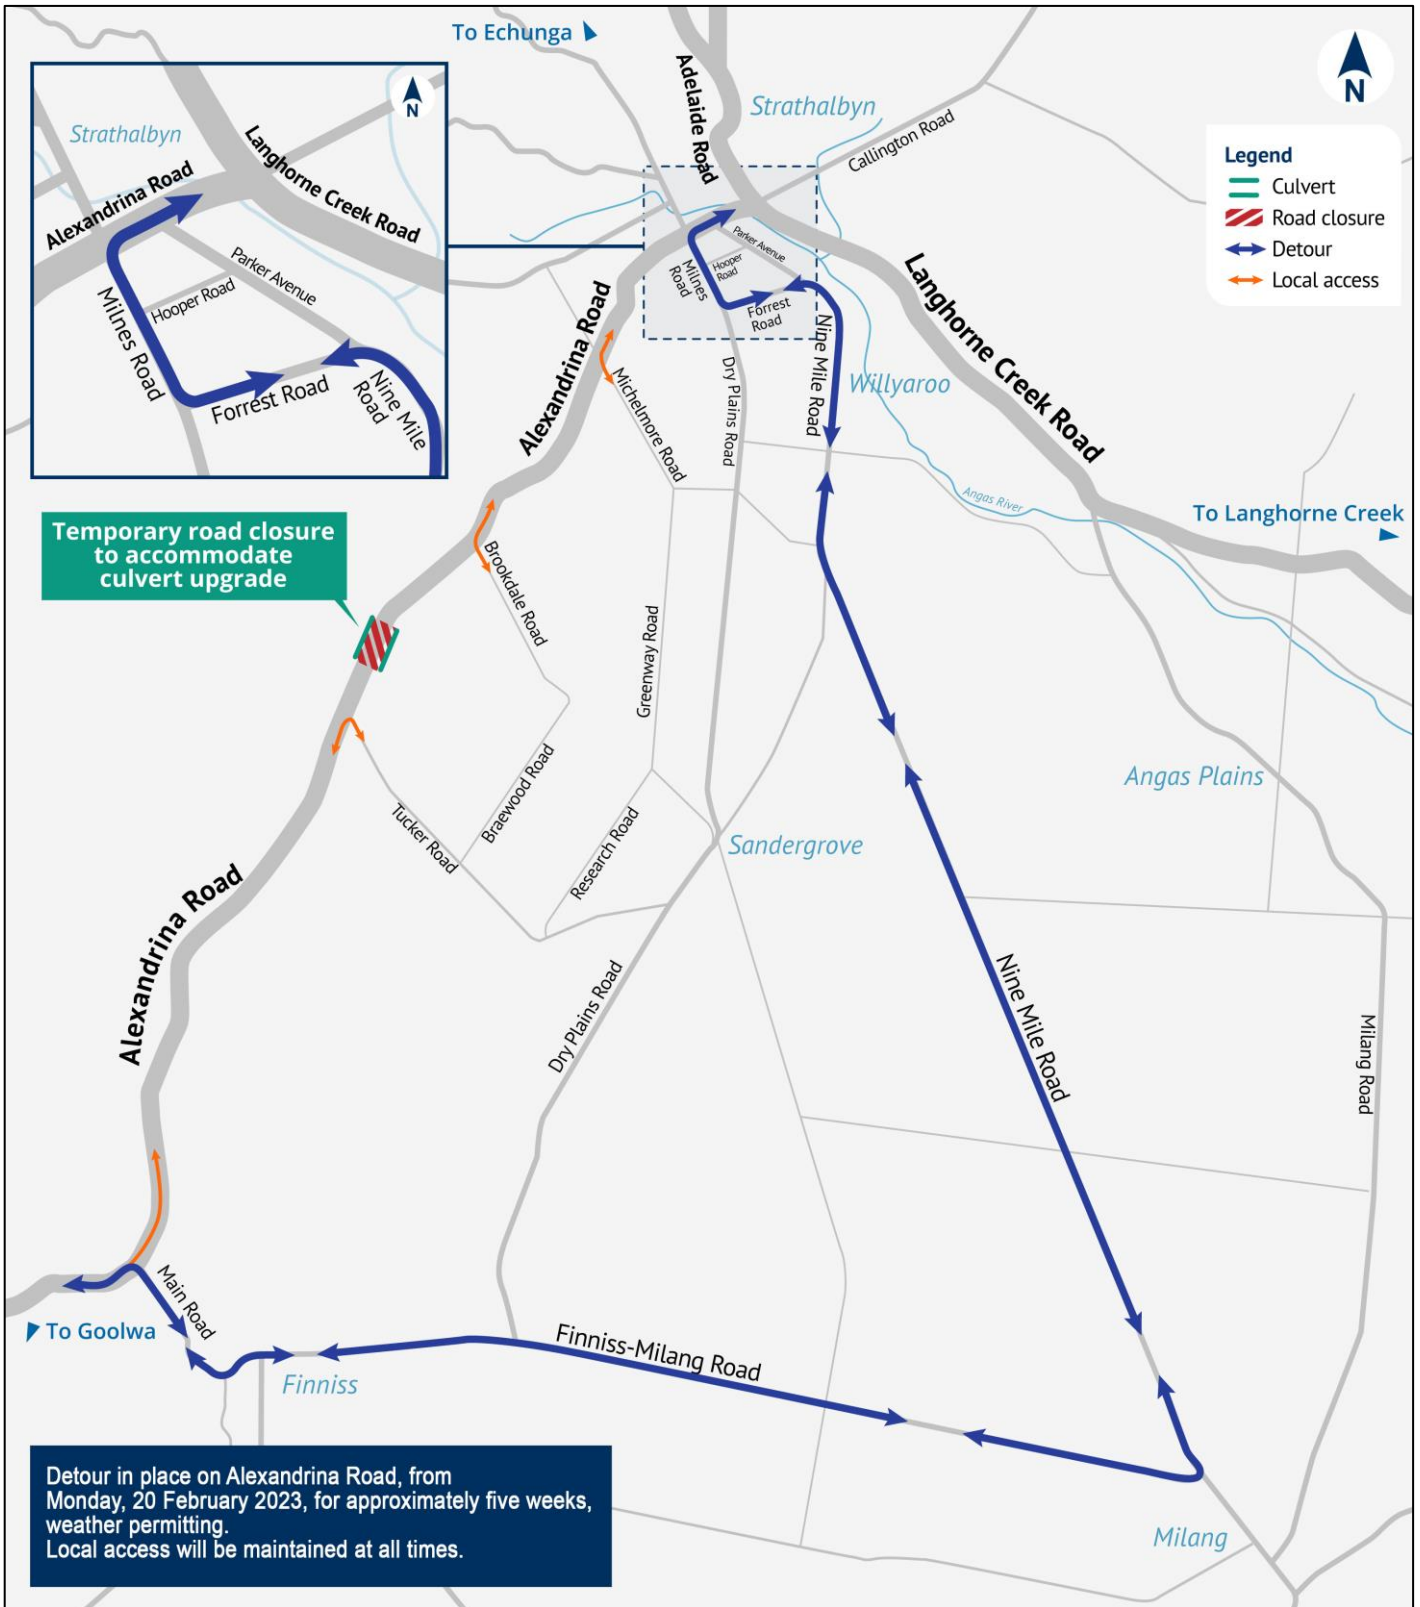 To Echunga
N
Adelaide Road
Strathalbyn
Callington Road
N
Strathalbyn
Langhorne Creek Road
Alexandrina Road
Parker Avenue
Hooper Road
Milnes Road
Forrest Road
Nine Mile
Road
Legend
Culvert
Road closure
Detour
Local access
Parker Avenue
Hooper
Road
Milnes
Road
Forrest
Road
Nine Mile Road
Langhorne Creek Road
Willyaroo
Alexandrina Road
Michelmore Road
Dry Plains Road
Angas River
To Langhorne Creek
Temporary road closure
to accommodate
culvert upgrade
Brookdale Road
Greenway Road
Braewood Road
Tucker Road
Research Road
Sandergrove
Angas Plains
Alexandrina Road
Dry Plains Road
Nine Mile Road
Milang Road
Main Road
To Goolwa
Finniss
Finniss-Milang Road
Milang
Detour in place on Alexandrina Road, from
Monday, 20 February 2023, for approximately five weeks,
weather permitting.
Local access will be maintained at all times.